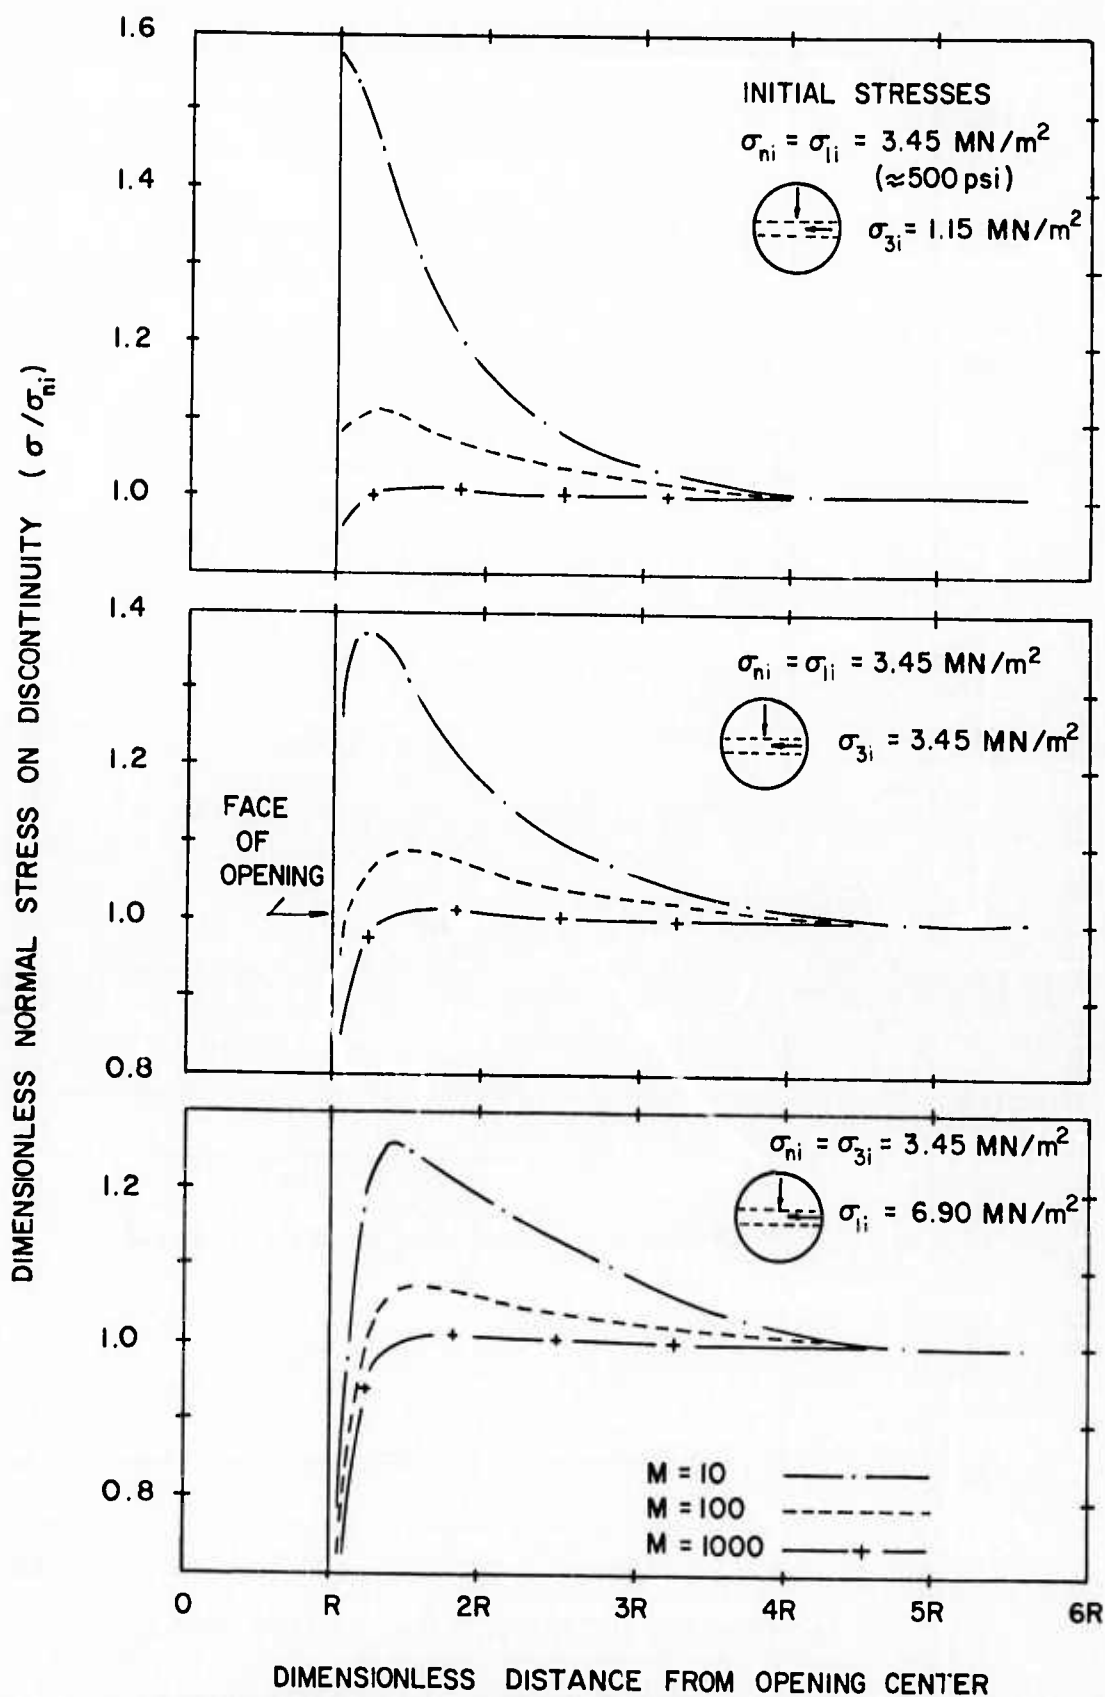 1.6
1.4
1.2
1.0
INITIAL STRESSES
σni = σ1i = 3.45 MN/m²
(≈500 psi)
σ3i = 1.15 MN/m²
DIMENSIONLESS NORMAL STRESS ON DISCONTINUITY (σ/σni)
1.4
1.2
1.0
0.8
FACE
OF
OPENING
σni = σ1i = 3.45 MN/m²
σ3i = 3.45 MN/m²
1.2
1.0
0.8
σni = σ3i = 3.45 MN/m²
σ1i = 6.90 MN/m²
M = 10
M = 100
M = 1000
0 R 2R 3R 4R 5R 6R
DIMENSIONLESS DISTANCE FROM OPENING CENTER